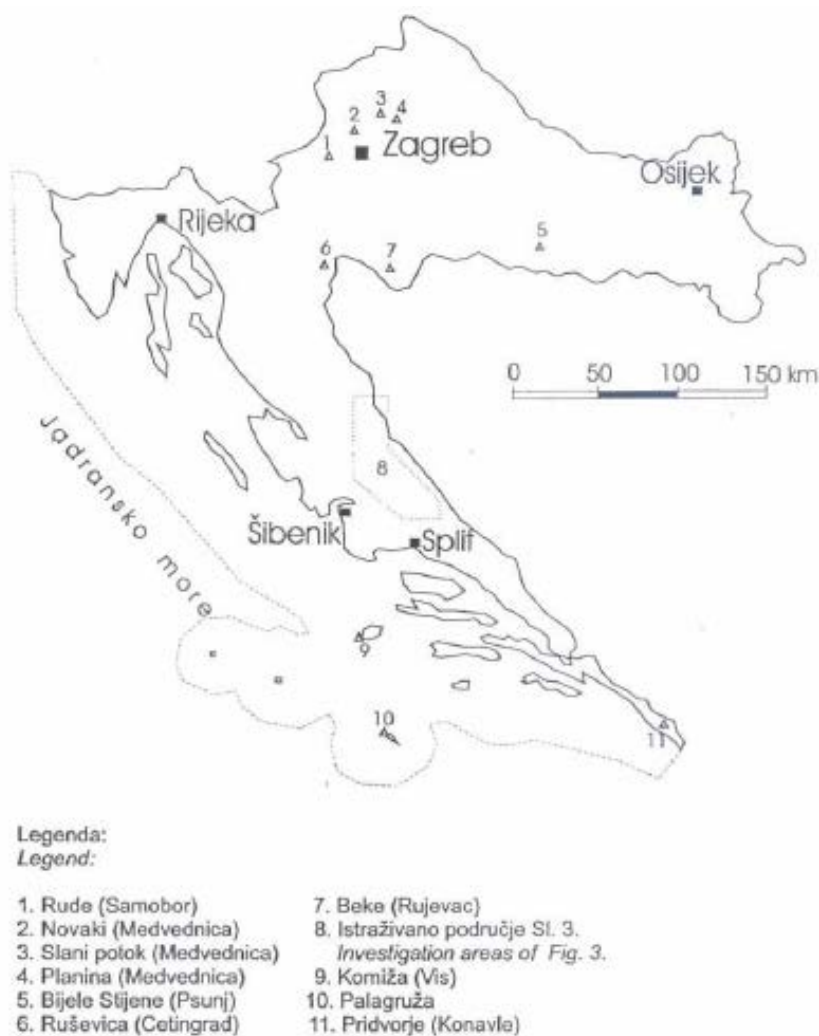 3
4
2
Zagreb
1
Osijek
Rijeka
5
6
7
0 50 100 150 km
Jadransko more
8
Šibenik
Splif
9
10
11
Legenda:
Legend:
1. Rude (Samobor)
2. Novaki (Medvednica)
3. Slani potok (Medvednica)
4. Planina (Medvednica)
5. Bijele Stijene (Psunj)
6. Ruševica (Cetingrad)
7. Beke (Rujevac)
8. Istraživano područje Sl. 3.
Investigation areas of Fig. 3.
9. Komiža (Vis)
10. Palagruža
11. Pridvorje (Konavle)